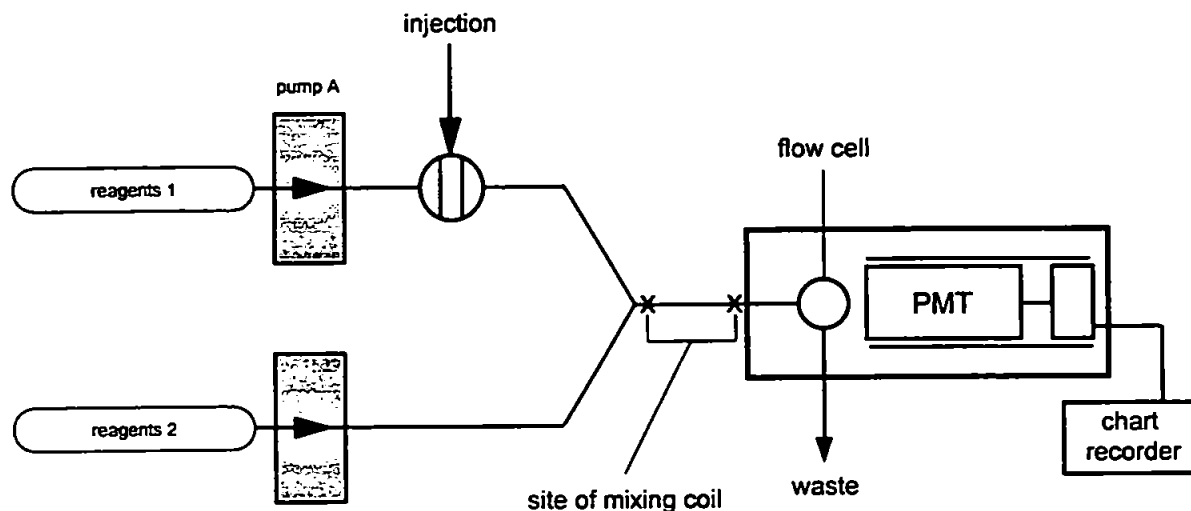 injection
pump A
reagents 1
flow cell
PMT
reagents 2
chart
recorder
site of mixing coil
waste